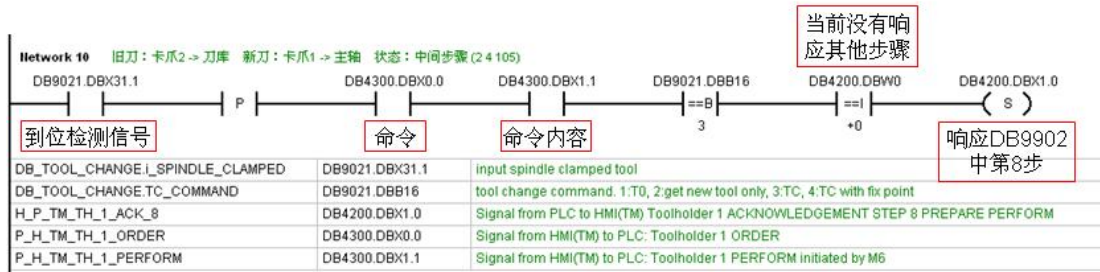 当前没有响
应其他步骤
Network 10 旧刀：卡爪2 -> 刀库 新刀：卡爪1 -> 主轴 状态：中间步骤 (2 4 105)
DB9021.DBX31.1 DB4300.DBX0.0 DB4300.DBX1.1 DB9021.DBB16 DB4200.DBW0 DB4200.DBX1.0
P ==B ==I S
3 +0
到位检测信号 命令 命令内容 响应DB9902
中第8步
DB_TOOL_CHANGE.i_SPINDLE_CLAMPED DB9021.DBX31.1 input spindle clamped tool
DB_TOOL_CHANGE.TC_COMMAND DB9021.DBB16 tool change command. 1:T0, 2:get new tool only, 3:TC, 4:TC with fix point
H_P_TM_TH_1_ACK_8 DB4200.DBX1.0 Signal from PLC to HMI(TM) Toolholder 1 ACKNOWLEDGEMENT STEP 8 PREPARE PERFORM
P_H_TM_TH_1_ORDER DB4300.DBX0.0 Signal from HMI(TM) to PLC: Toolholder 1 ORDER
P_H_TM_TH_1_PERFORM DB4300.DBX1.1 Signal from HMI(TM) to PLC: Toolholder 1 PERFORM initiated by M6